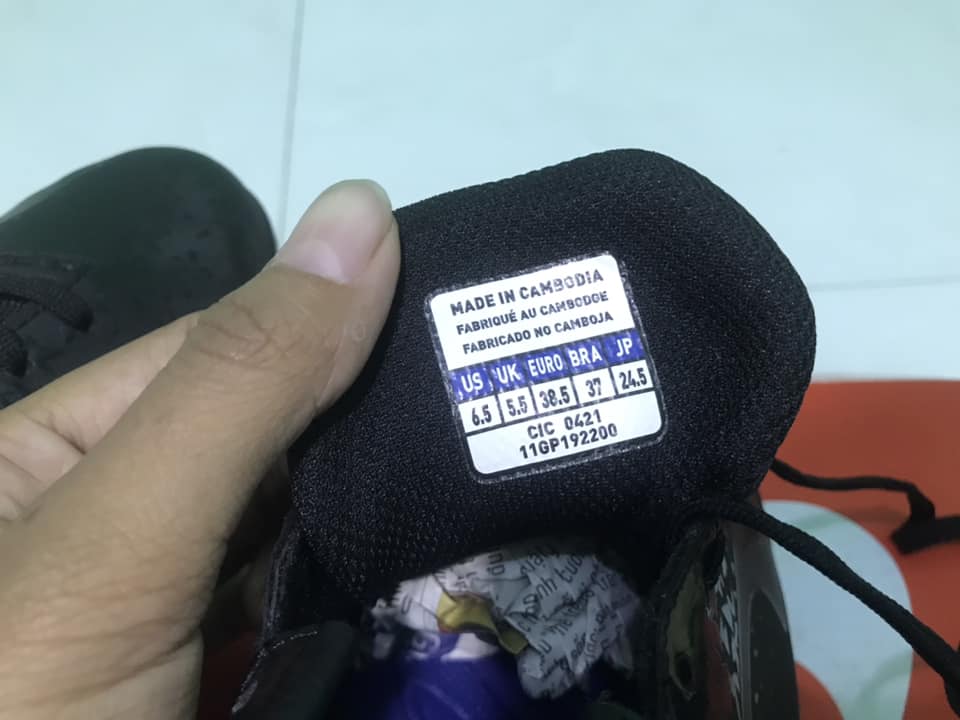 MADE IN CAMBODIA
FABRIQUÉ AU CAMBODGE
FABRICADO NO CAMBOJA
US UK EURO BRA JP
6.5 5.5 38.5 37 24.5
CIC 0421
11GP192200